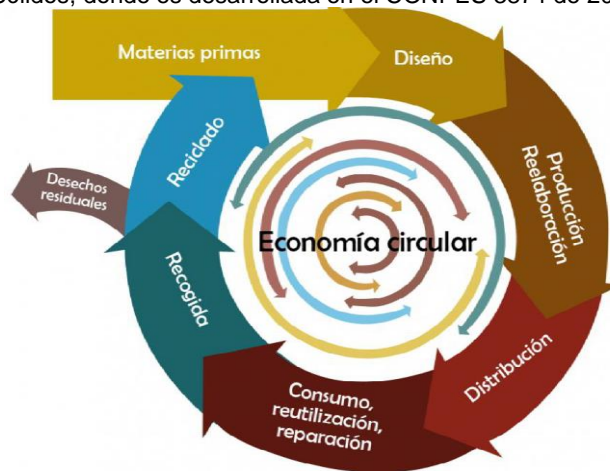 Materias primas
Diseño
Producción
Reelaboración
Distribución
Consumo,
reutilización,
reparación
Recogida
Desechos
residuales
Reciclado
Economía circular